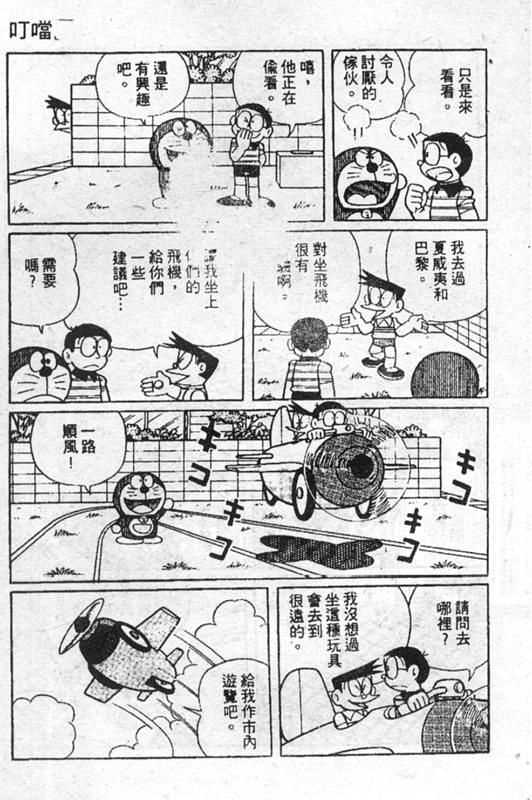 叮噹
只是來
看看。
令人
討厭的
傢伙。
嘻,
他正在
偸看。
還是
有興趣
吧。
我去過
夏威夷和
巴黎。
對坐飛機
很有
啊。
我坐上
們的
飛機,
給你們
一些
建議吧…
需要
嗎?
一路
順風!
キコ
キコ
キコ
キコ
請問去
哪裡?
我沒想過
坐這種玩具
會去到
很遠的。
給我作市內
遊覽吧。